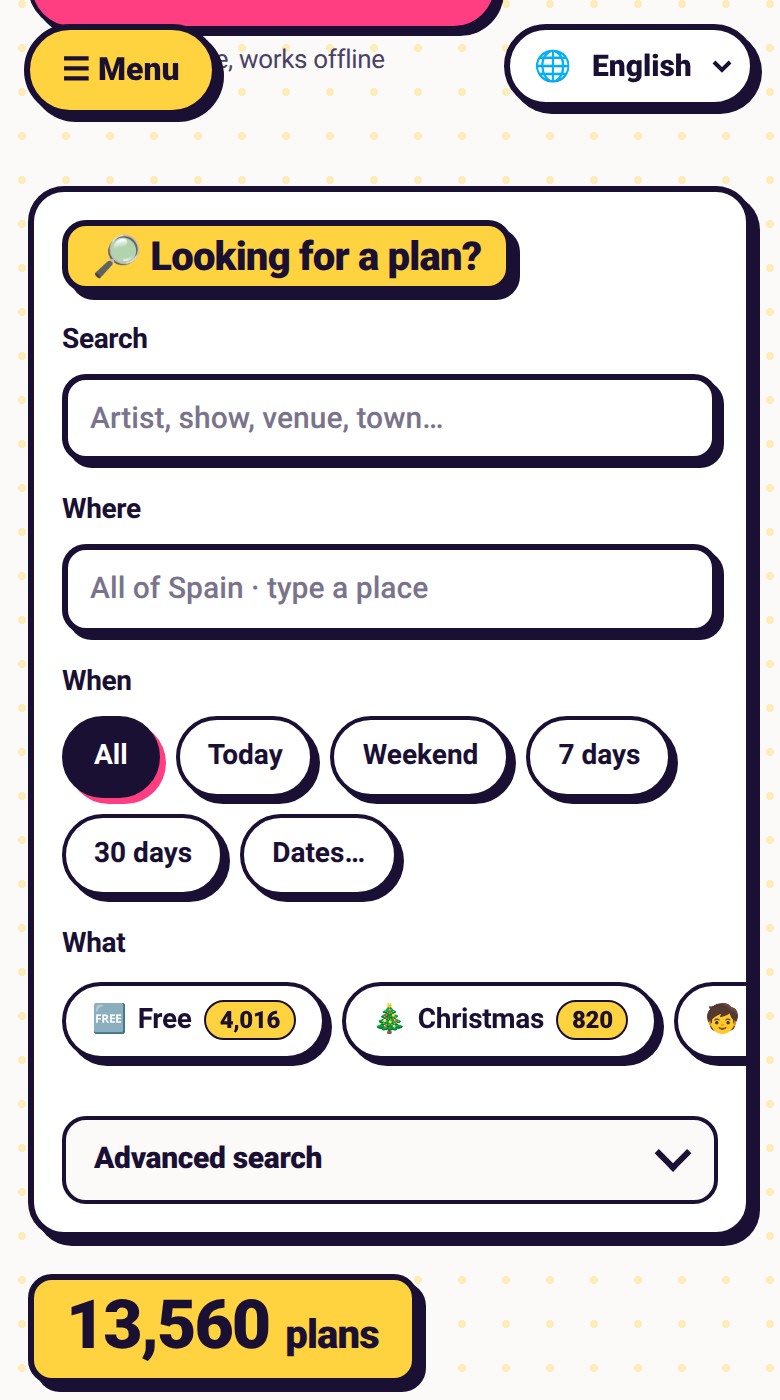 ☰ Menu
, works offline
🌐 English
🔎 Looking for a plan?
Search
Artist, show, venue, town…
Where
All of Spain · type a place
When
All Today Weekend 7 days
30 days Dates…
What
🆓 Free 4,016 🎄 Christmas 820 🧒
Advanced search
13,560 plans